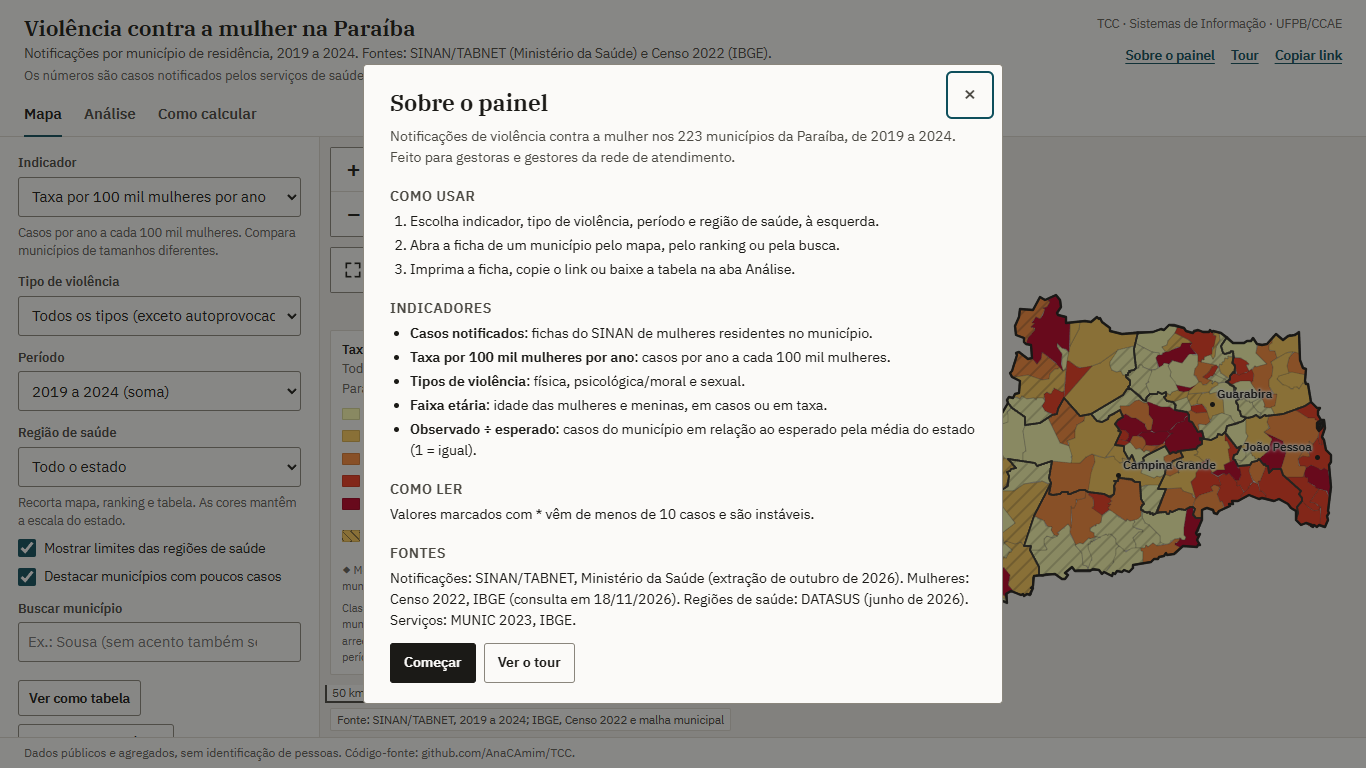 Violência contra a mulher na Paraíba
Notificações por município de residência, 2019 a 2024. Fontes: SINAN/TABNET (Ministério da Saúde) e Censo 2022 (IBGE).
Os números são casos notificados pelos serviços de saúde
TCC · Sistemas de Informação · UFPB/CCAE
Sobre o painel Tour Copiar link
Mapa Análise Como calcular
Indicador
Taxa por 100 mil mulheres por ano
Casos por ano a cada 100 mil mulheres. Compara
municípios de tamanhos diferentes.
Tipo de violência
Todos os tipos (exceto autoprovocac
Período
2019 a 2024 (soma)
Região de saúde
Todo o estado
Recorta mapa, ranking e tabela. As cores mantêm
a escala do estado.
Mostrar limites das regiões de saúde
Destacar municípios com poucos casos
Buscar município
Ex.: Sousa (sem acento também se
Ver como tabela
+
−
50 km
Fonte: SINAN/TABNET, 2019 a 2024; IBGE, Censo 2022 e malha municipal
Sobre o painel
×
Notificações de violência contra a mulher nos 223 municípios da Paraíba, de 2019 a 2024.
Feito para gestoras e gestores da rede de atendimento.
COMO USAR
1. Escolha indicador, tipo de violência, período e região de saúde, à esquerda.
2. Abra a ficha de um município pelo mapa, pelo ranking ou pela busca.
3. Imprima a ficha, copie o link ou baixe a tabela na aba Análise.
INDICADORES
• Casos notificados: fichas do SINAN de mulheres residentes no município.
• Taxa por 100 mil mulheres por ano: casos por ano a cada 100 mil mulheres.
• Tipos de violência: física, psicológica/moral e sexual.
• Faixa etária: idade das mulheres e meninas, em casos ou em taxa.
• Observado ÷ esperado: casos do município em relação ao esperado pela média do estado
(1 = igual).
COMO LER
Valores marcados com * vêm de menos de 10 casos e são instáveis.
FONTES
Notificações: SINAN/TABNET, Ministério da Saúde (extração de outubro de 2026). Mulheres:
Censo 2022, IBGE (consulta em 18/11/2026). Regiões de saúde: DATASUS (junho de 2026).
Serviços: MUNIC 2023, IBGE.
Começar Ver o tour
Guarabira
João Pessoa
Campina Grande
Dados públicos e agregados, sem identificação de pessoas. Código-fonte: github.com/AnaCAmim/TCC.